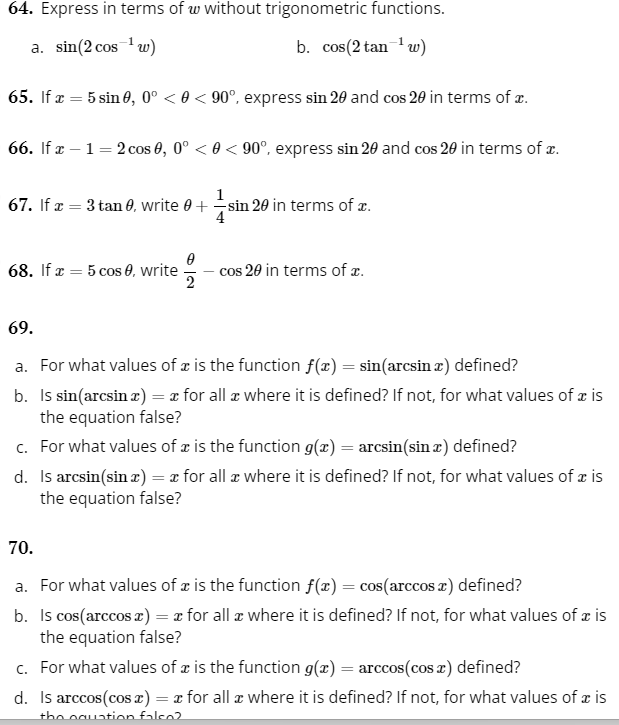 64. Express in terms of w without trigonometric functions.
a. sin(2 cos⁻¹ w) b. cos(2 tan⁻¹ w)
65. If x = 5 sin θ, 0° < θ < 90°, express sin 2θ and cos 2θ in terms of x.
66. If x − 1 = 2 cos θ, 0° < θ < 90°, express sin 2θ and cos 2θ in terms of x.
67. If x = 3 tan θ, write θ + 1/4 sin 2θ in terms of x.
68. If x = 5 cos θ, write θ/2 − cos 2θ in terms of x.
69.
a. For what values of x is the function f(x) = sin(arcsin x) defined?
b. Is sin(arcsin x) = x for all x where it is defined? If not, for what values of x is
the equation false?
c. For what values of x is the function g(x) = arcsin(sin x) defined?
d. Is arcsin(sin x) = x for all x where it is defined? If not, for what values of x is
the equation false?
70.
a. For what values of x is the function f(x) = cos(arccos x) defined?
b. Is cos(arccos x) = x for all x where it is defined? If not, for what values of x is
the equation false?
c. For what values of x is the function g(x) = arccos(cos x) defined?
d. Is arccos(cos x) = x for all x where it is defined? If not, for what values of x is
the equation false?